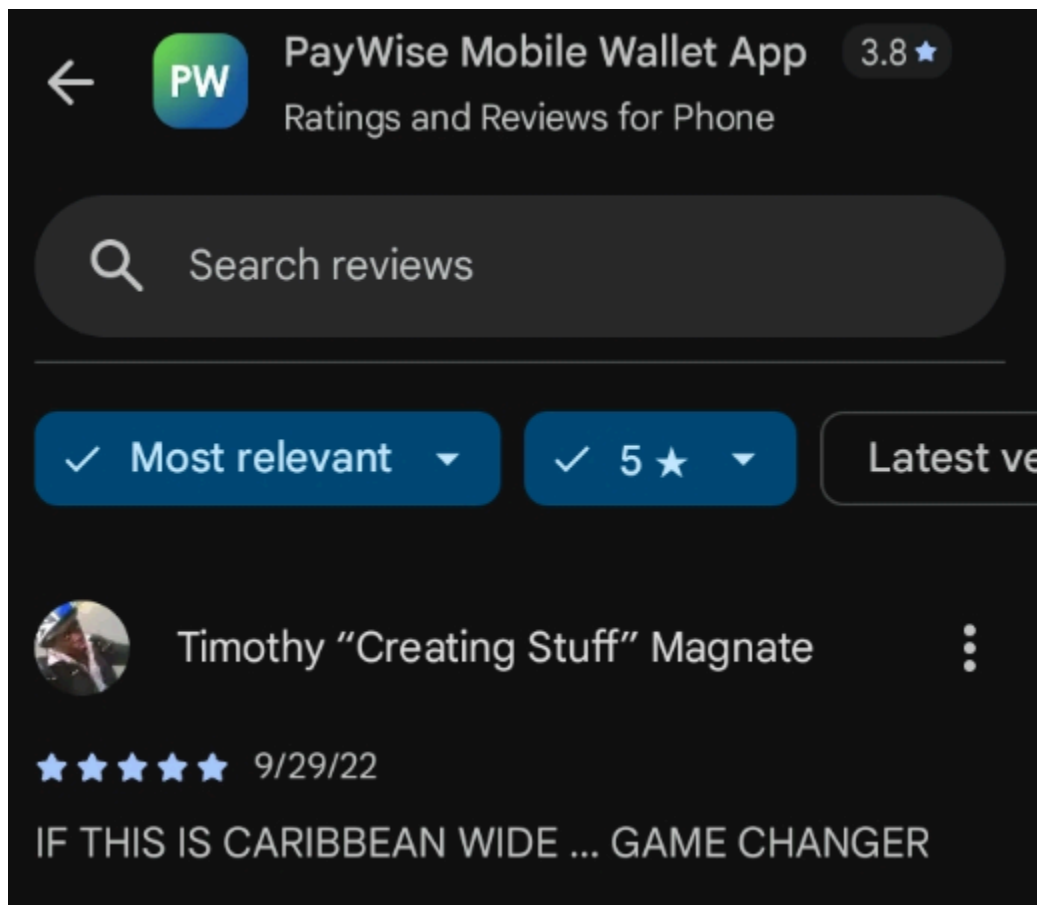 PW
PayWise Mobile Wallet App
3.8★
Ratings and Reviews for Phone
Search reviews
Most relevant
5★
Latest ve
Timothy “Creating Stuff” Magnate
9/29/22
IF THIS IS CARIBBEAN WIDE ... GAME CHANGER